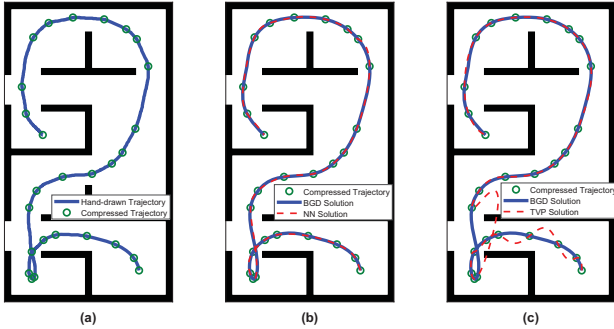 Hand-drawn Trajectory
Compressed Trajectory
(a)
Compressed Trajectory
BGD Solution
NN Solution
(b)
Compressed Trajectory
BGD Solution
TVP Solution
(c)